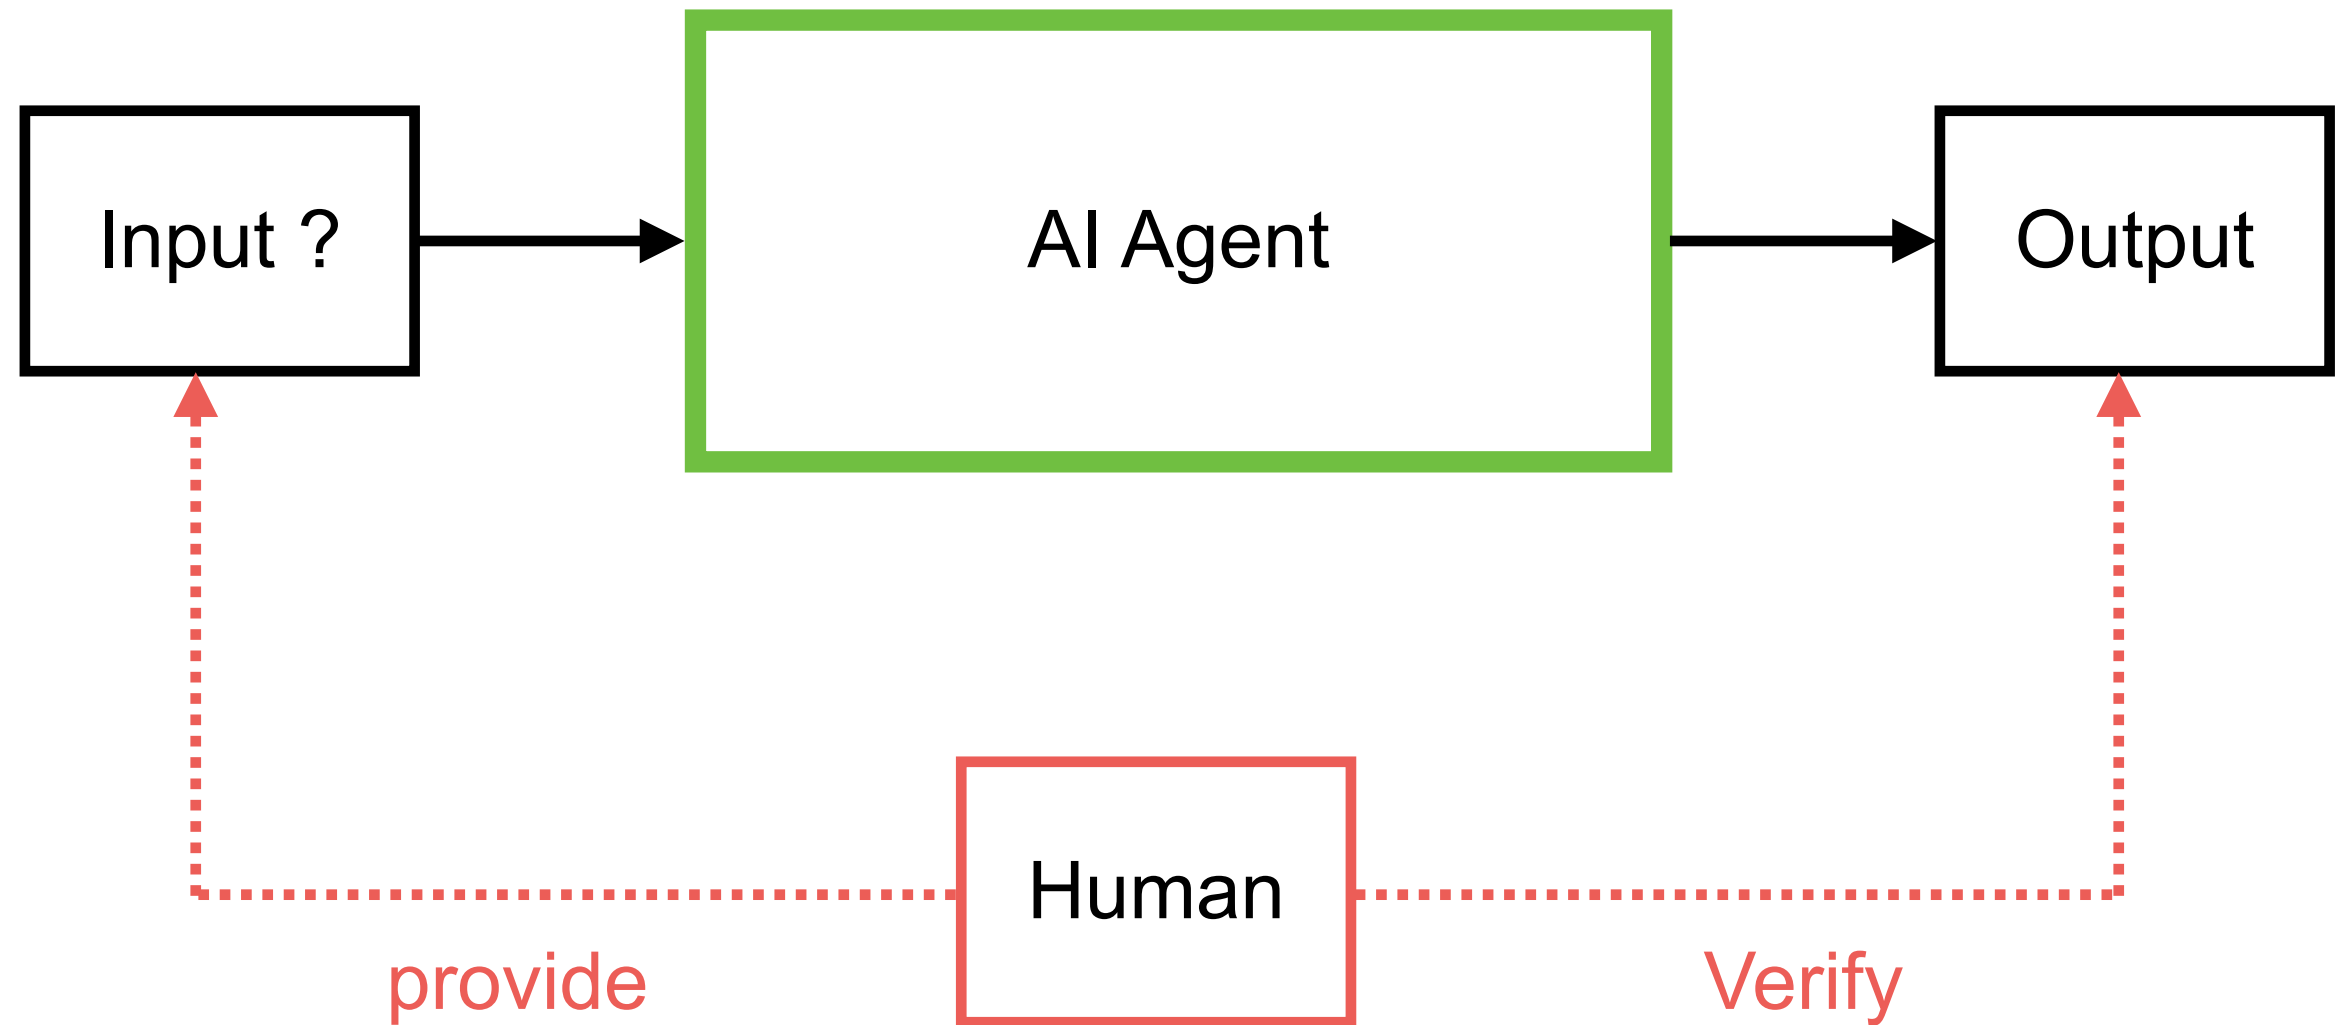 Input ?
AI Agent
Output
Human
provide
Verify